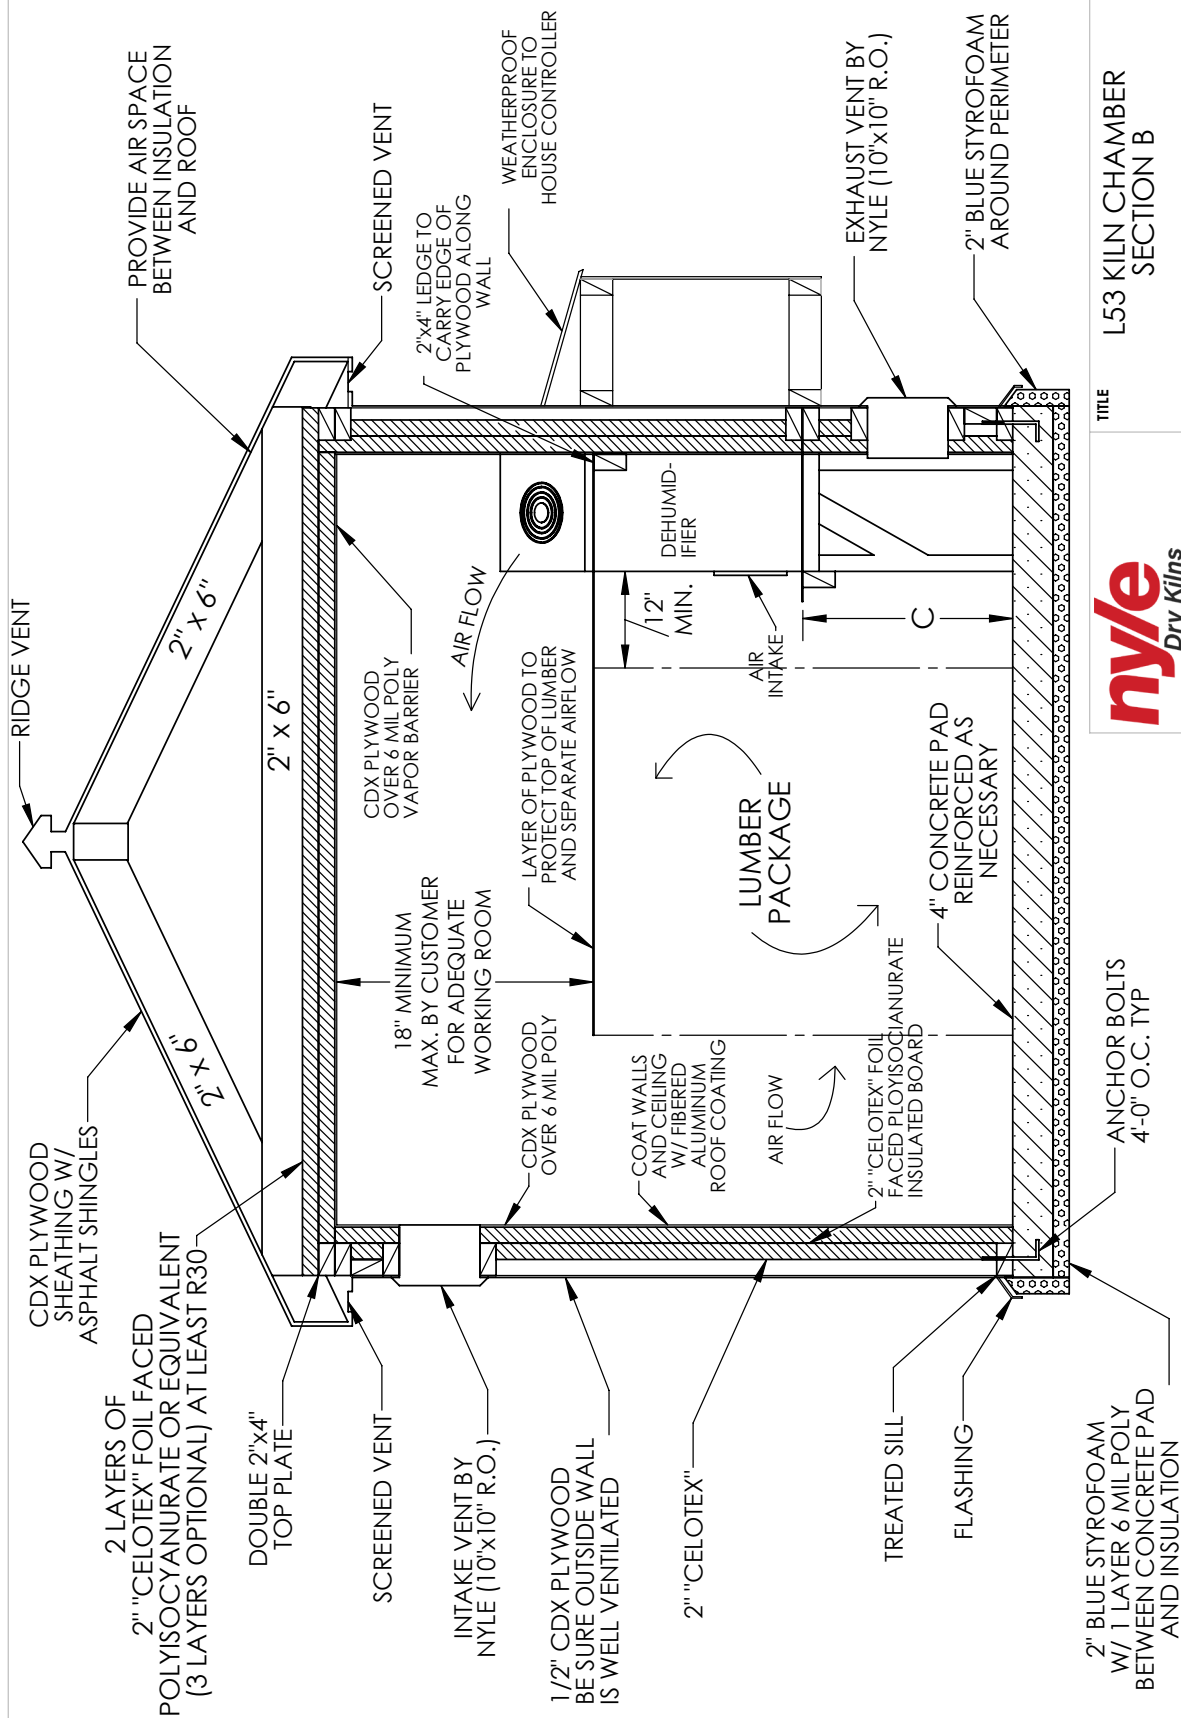 RIDGE VENT
CDX PLYWOOD
SHEATHING W/
ASPHALT SHINGLES
2 LAYERS OF
2" "CELOTEX" FOIL FACED
POLYISOCYANURATE OR EQUIVALENT
(3 LAYERS OPTIONAL) AT LEAST R30
DOUBLE 2"x4"
TOP PLATE
SCREENED VENT
INTAKE VENT BY
NYLE (10"x10" R.O.)
1/2" CDX PLYWOOD
BE SURE OUTSIDE WALL
IS WELL VENTILATED
2" "CELOTEX"
TREATED SILL
FLASHING
2" BLUE STYROFOAM
W/ 1 LAYER 6 MIL POLY
BETWEEN CONCRETE PAD
AND INSULATION
ANCHOR BOLTS
4'-0" O.C. TYP
2" x 6"
2" x 6"
2" x 6"
CDX PLYWOOD
OVER 6 MIL POLY
VAPOR BARRIER
18" MINIMUM
MAX. BY CUSTOMER
FOR ADEQUATE
WORKING ROOM
LAYER OF PLYWOOD TO
PROTECT TOP OF LUMBER
AND SEPARATE AIRFLOW
CDX PLYWOOD
OVER 6 MIL POLY
COAT WALLS
AND CEILING
W/ FIBERED
ALUMINUM
ROOF COATING
AIR FLOW
2" "CELOTEX" FOIL
FACED PLOYISOCIANURATE
INSULATED BOARD
LUMBER
PACKAGE
4" CONCRETE PAD
REINFORCED AS
NECESSARY
AIR FLOW
12"
MIN.
AIR
INTAKE
C
DEHUMID-
IFIER
PROVIDE AIR SPACE
BETWEEN INSULATION
AND ROOF
SCREENED VENT
2"x4" LEDGE TO
CARRY EDGE OF
PLYWOOD ALONG
WALL
WEATHERPROOF
ENCLOSURE TO
HOUSE CONTROLLER
EXHAUST VENT BY
NYLE (10"x10" R.O.)
2" BLUE STYROFOAM
AROUND PERIMETER
nyle
Dry Kilns
TITLE
L53 KILN CHAMBER
SECTION B